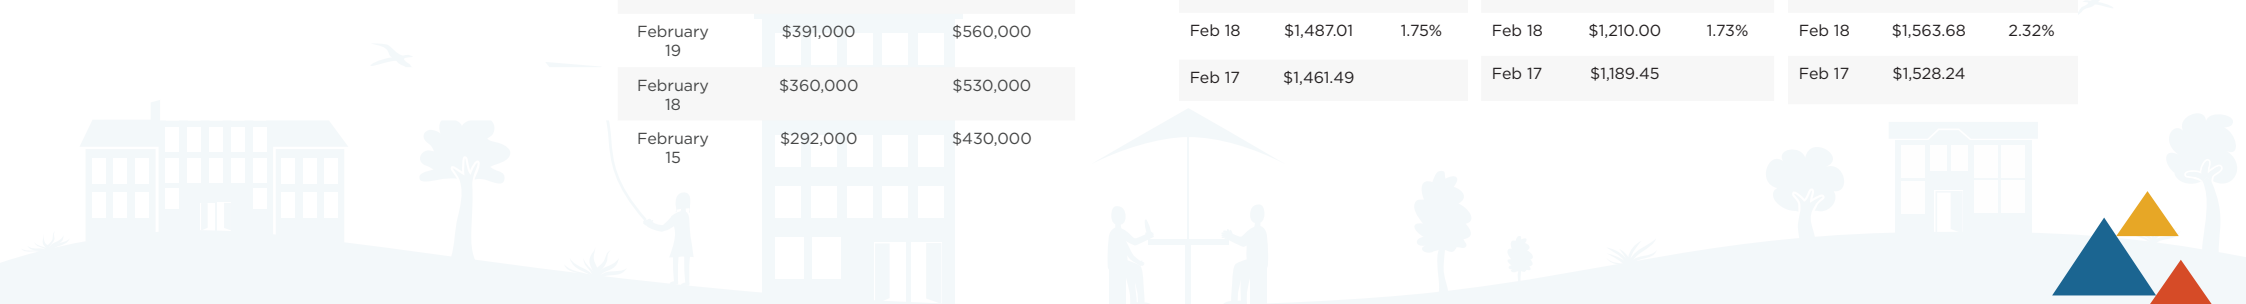 February $391,000 $560,000
19
February $360,000 $530,000
18
February $292,000 $430,000
15
Feb 18 $1,487.01 1.75%
Feb 17 $1,461.49
Feb 18 $1,210.00 1.73%
Feb 17 $1,189.45
Feb 18 $1,563.68 2.32%
Feb 17 $1,528.24